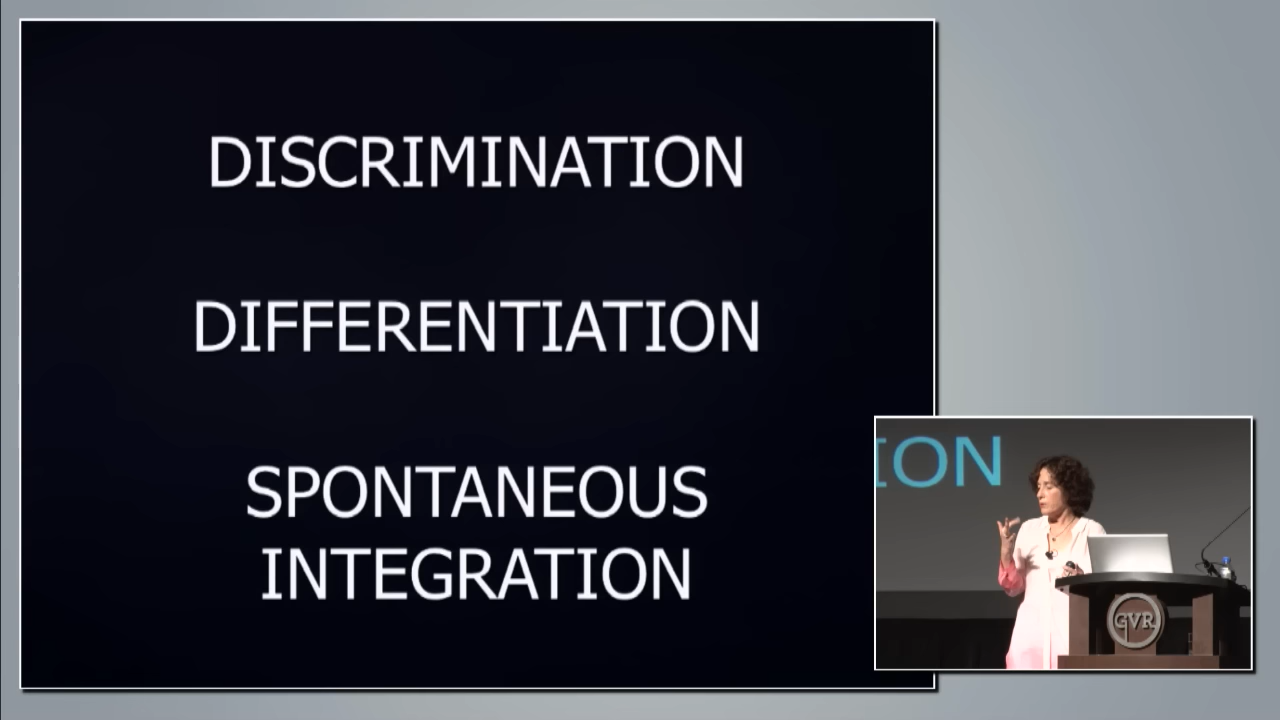 DISCRIMINATION
DIFFERENTIATION
SPONTANEOUS
INTEGRATION
ION
GVR